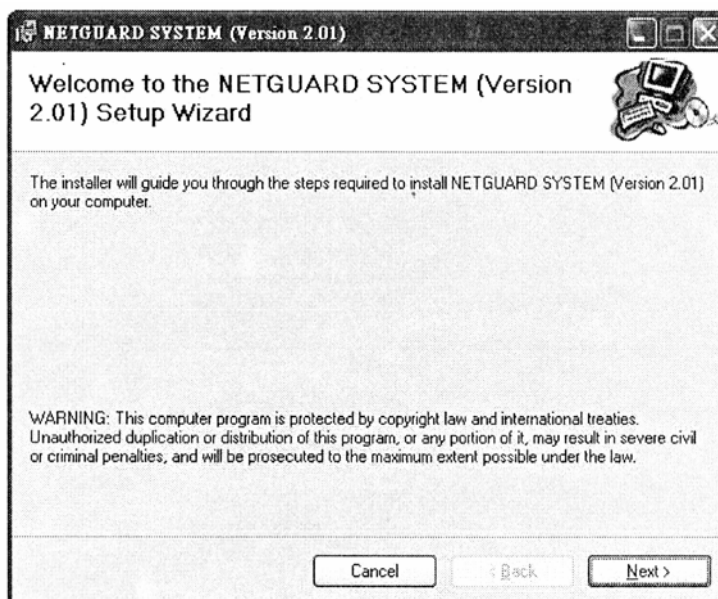 NETGUARD SYSTEM (Version 2.01)
Welcome to the NETGUARD SYSTEM (Version
2.01) Setup Wizard
The installer will guide you through the steps required to install NETGUARD SYSTEM (Version 2.01)
on your computer.
WARNING: This computer program is protected by copyright law and international treaties.
Unauthorized duplication or distribution of this program, or any portion of it, may result in severe civil
or criminal penalties, and will be prosecuted to the maximum extent possible under the law.
Cancel
< Back
Next >